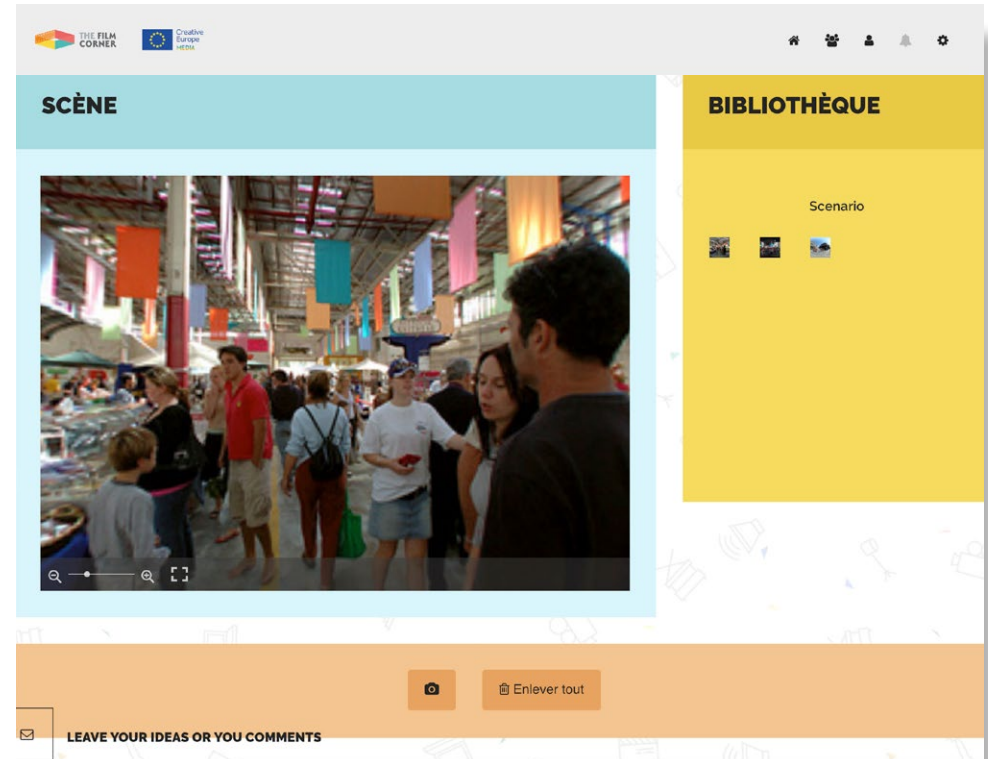 THE FILM
CORNER
Creative
Europe
MEDIA
SCÈNE
BIBLIOTHÈQUE
Scenario
Enlever tout
LEAVE YOUR IDEAS OR YOU COMMENTS